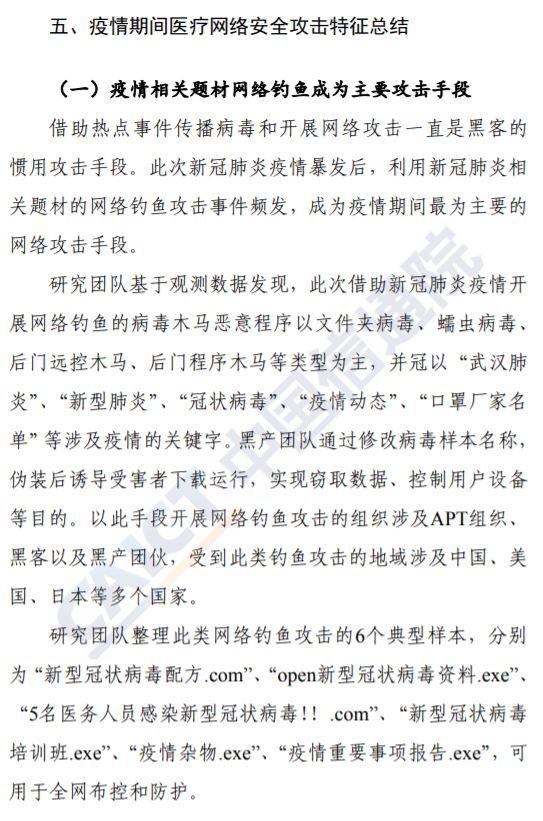 五、疫情期间医疗网络安全攻击特征总结
（一）疫情相关题材网络钓鱼成为主要攻击手段
借助热点事件传播病毒和开展网络攻击一直是黑客的
惯用攻击手段。此次新冠肺炎疫情暴发后，利用新冠肺炎相
关题材的网络钓鱼攻击事件频发，成为疫情期间最为主要的
网络攻击手段。
研究团队基于观测数据发现，此次借助新冠肺炎疫情开
展网络钓鱼的病毒木马恶意程序以文件夹病毒、蠕虫病毒、
后门远控木马、后门程序木马等类型为主，并冠以“武汉肺
炎”、“新型肺炎”、“冠状病毒”、“疫情动态”、“口罩厂家名
单”等涉及疫情的关键字。黑产团队通过修改病毒样本名称，
伪装后诱导受害者下载运行，实现窃取数据、控制用户设备
等目的。以此手段开展网络钓鱼攻击的组织涉及APT组织、
黑客以及黑产团伙，受到此类钓鱼攻击的地域涉及中国、美
国、日本等多个国家。
研究团队整理此类网络钓鱼攻击的6个典型样本，分别
为“新型冠状病毒配方.com”、“open新型冠状病毒资料.exe”、
“5名医务人员感染新型冠状病毒！！.com”、“新型冠状病毒
培训班.exe”、“疫情杂物.exe”、“疫情重要事项报告.exe”，可
用于全网布控和防护。
CAICT 中国信通院